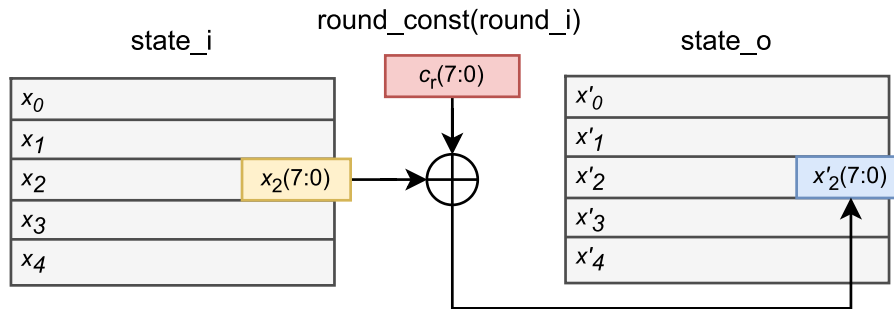 round_const(round_i)
state_i
state_o
c_r(7:0)
x_0
x_1
x_2
x_2(7:0)
x_3
x_4
x'_0
x'_1
x'_2
x'_2(7:0)
x'_3
x'_4